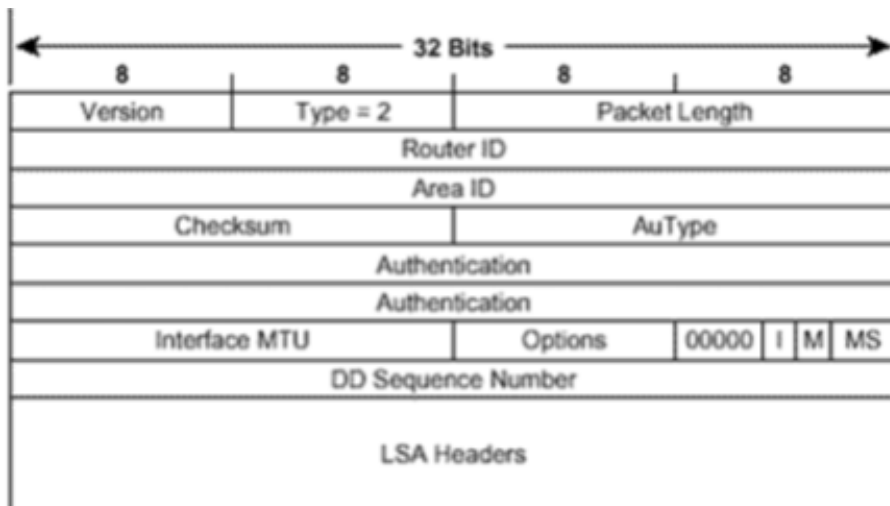 32 Bits
8 8 8 8
Version Type = 2 Packet Length
Router ID
Area ID
Checksum AuType
Authentication
Authentication
Interface MTU Options 00000 I M MS
DD Sequence Number
LSA Headers